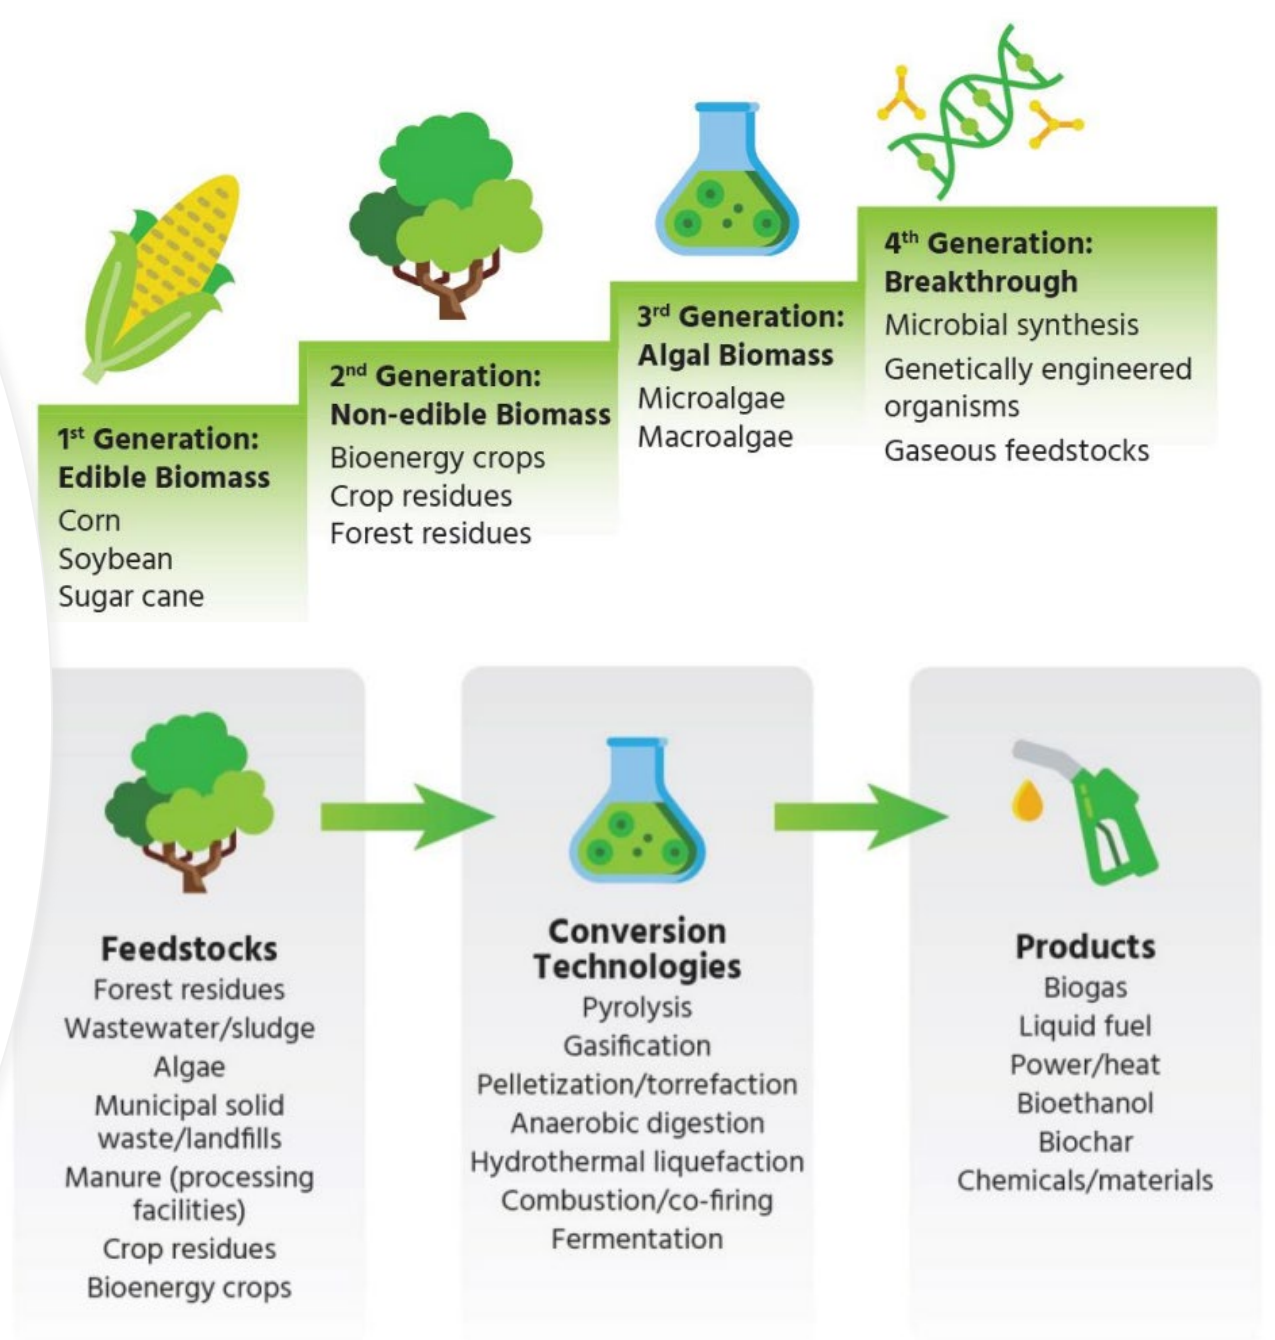 1st Generation:
Edible Biomass
Corn
Soybean
Sugar cane
2nd Generation:
Non-edible Biomass
Bioenergy crops
Crop residues
Forest residues
3rd Generation:
Algal Biomass
Microalgae
Macroalgae
4th Generation:
Breakthrough
Microbial synthesis
Genetically engineered
organisms
Gaseous feedstocks
Feedstocks
Forest residues
Wastewater/sludge
Algae
Municipal solid
waste/landfills
Manure (processing
facilities)
Crop residues
Bioenergy crops
Conversion
Technologies
Pyrolysis
Gasification
Pelletization/torrefaction
Anaerobic digestion
Hydrothermal liquefaction
Combustion/co-firing
Fermentation
Products
Biogas
Liquid fuel
Power/heat
Bioethanol
Biochar
Chemicals/materials